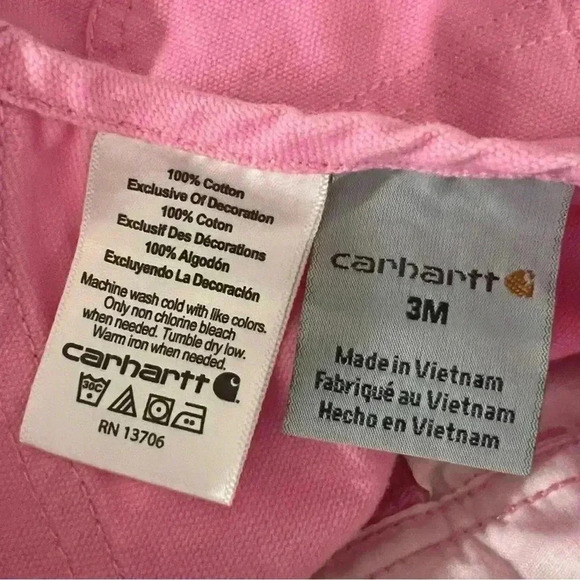 100% Cotton
Exclusive Of Decoration
100% Coton
Exclusif Des Décorations
100% Algodón
Excluyendo La Decoración
Machine wash cold with like colors.
Only non chlorine bleach
when needed. Tumble dry low.
Warm iron when needed.
carhartt
30C
RN 13706
carhartt
3M
Made in Vietnam
Fabriqué au Vietnam
Hecho en Vietnam